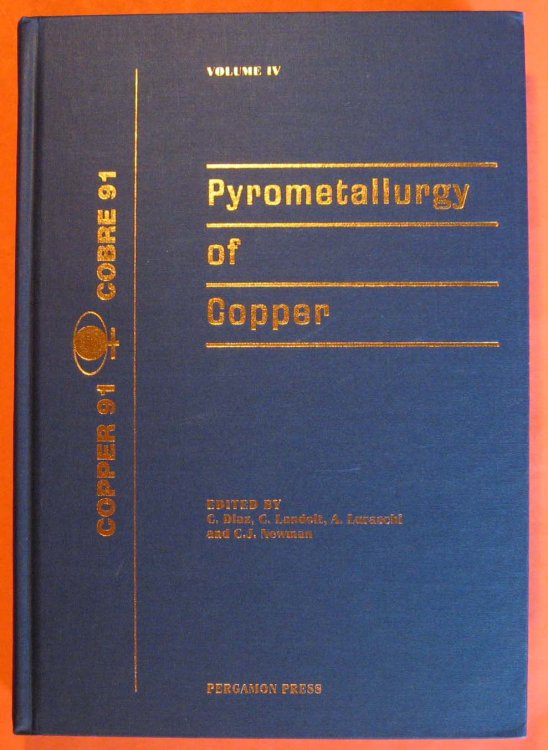 VOLUME IV
Pyrometallurgy
of
Copper
COPPER 91 COBRE 91
EDITED BY
C. Diaz, C. Landolt, A. Luraschi
and C.J. Newman
PERGAMON PRESS